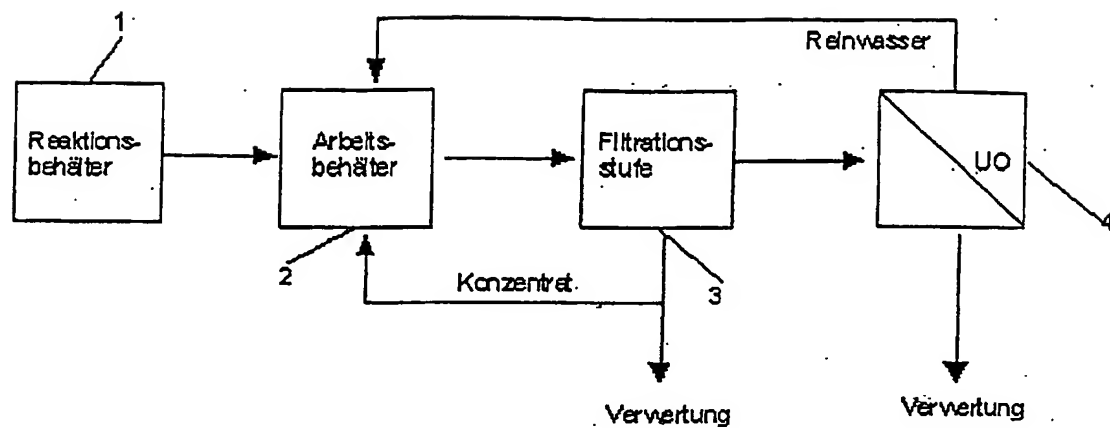 1
Reinwasser
Reaktions-
behälter
Arbeits-
behälter
Filtrations-
stufe
UO
4
2
Konzentrat
3
Verwertung
Verwertung